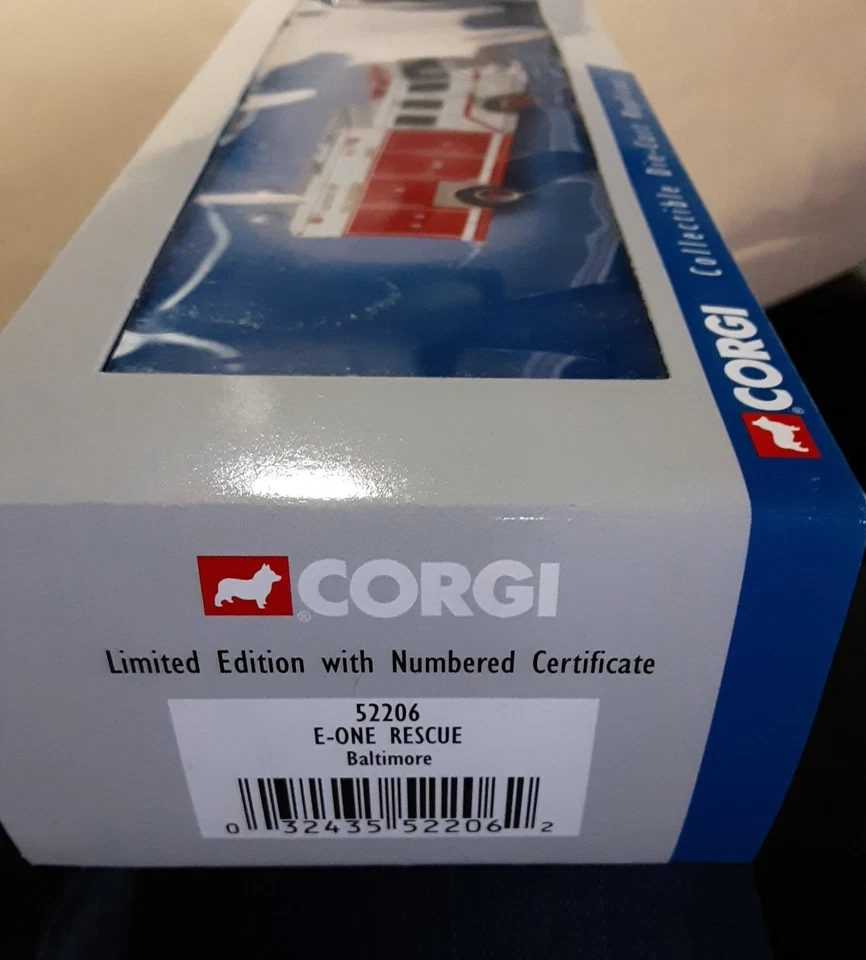 Collectible Die-Cast Replicas
CORGI®
®CORGI
Limited Edition with Numbered Certificate
52206
E-ONE RESCUE
Baltimore
0 32435 52206 2